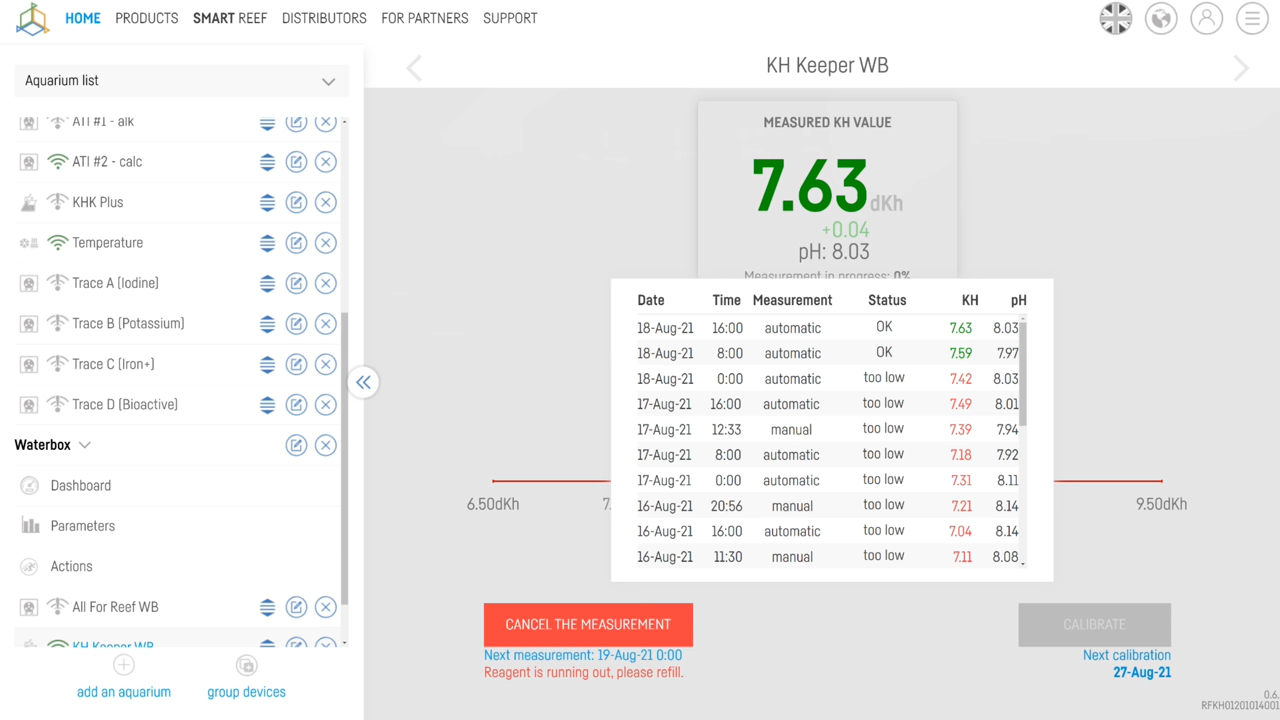 HOME PRODUCTS SMART REEF DISTRIBUTORS FOR PARTNERS SUPPORT
Aquarium list
ATI #1 - alk
ATI #2 - calc
KHK Plus
Temperature
Trace A (Iodine)
Trace B (Potassium)
Trace C (Iron+)
Trace D (Bioactive)
Waterbox
Dashboard
Parameters
Actions
All For Reef WB
KH Keeper WB
add an aquarium
group devices
KH Keeper WB
MEASURED KH VALUE
7.63 dKh
+0.04
pH: 8.03
Measurement in progress: 0%
Date Time Measurement Status KH pH
18-Aug-21 16:00 automatic OK 7.63 8.03
18-Aug-21 8:00 automatic OK 7.59 7.97
18-Aug-21 0:00 automatic too low 7.42 8.03
17-Aug-21 16:00 automatic too low 7.49 8.01
17-Aug-21 12:33 manual too low 7.39 7.94
17-Aug-21 8:00 automatic too low 7.18 7.92
17-Aug-21 0:00 automatic too low 7.31 8.11
16-Aug-21 20:56 manual too low 7.21 8.14
16-Aug-21 16:00 automatic too low 7.04 8.14
16-Aug-21 11:30 manual too low 7.11 8.08
6.50dKh 7. 9.50dKh
CANCEL THE MEASUREMENT
Next measurement: 19-Aug-21 0:00
Reagent is running out, please refill.
CALIBRATE
Next calibration
27-Aug-21
0.6.
RFKH01201014001